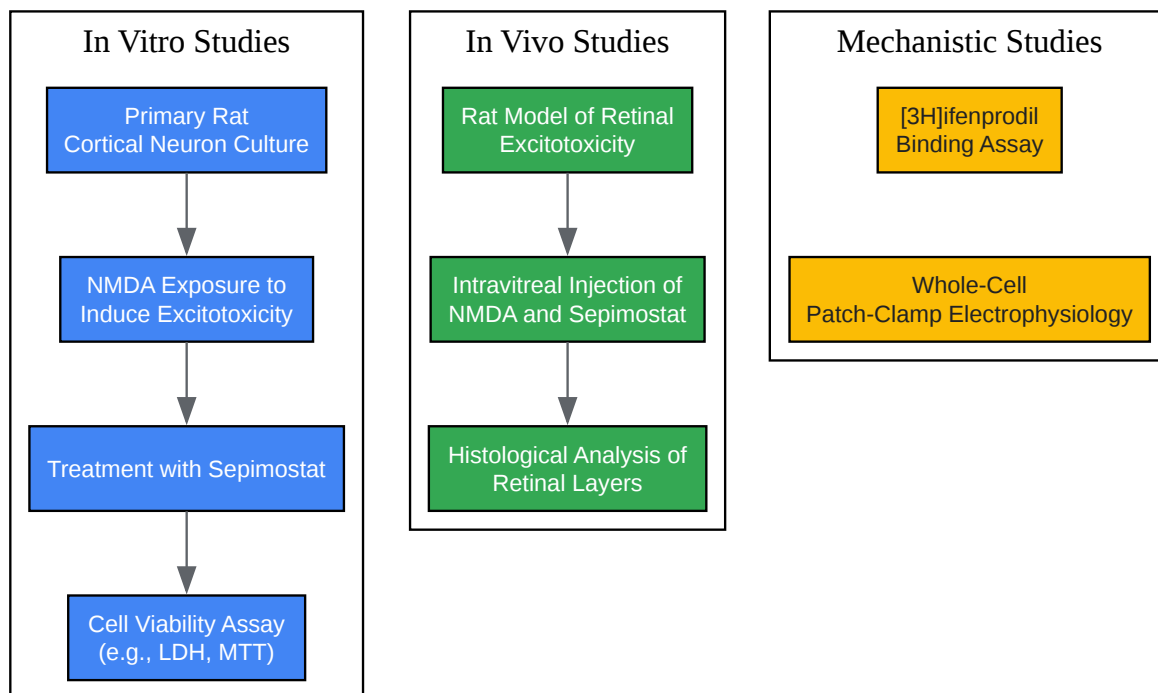 In Vitro Studies
Primary Rat
Cortical Neuron Culture
NMDA Exposure to
Induce Excitotoxicity
Treatment with Sepimostat
Cell Viability Assay
(e.g., LDH, MTT)
In Vivo Studies
Rat Model of Retinal
Excitotoxicity
Intravitreal Injection of
NMDA and Sepimostat
Histological Analysis of
Retinal Layers
Mechanistic Studies
[3H]ifenprodil
Binding Assay
Whole-Cell
Patch-Clamp Electrophysiology